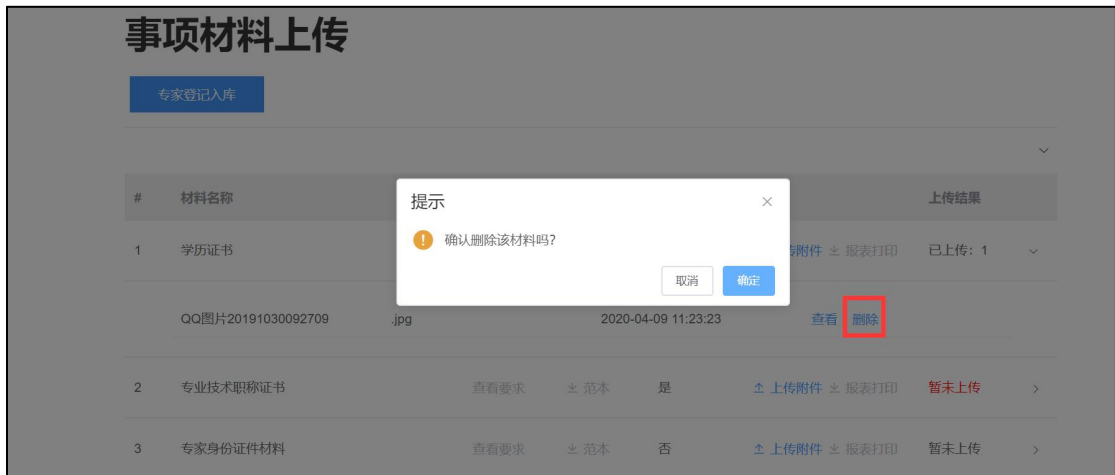 事项材料上传
专家登记入库
# 材料名称 上传结果
提示
确认删除该材料吗?
取消 确定
1 学历证书 传附件 报表打印 已上传: 1
QQ图片20191030092709 .jpg 2020-04-09 11:23:23 查看 删除
2 专业技术职称证书 查看要求 范本 是 上传附件 报表打印 暂未上传
3 专家身份证件材料 查看要求 范本 否 上传附件 报表打印 暂未上传